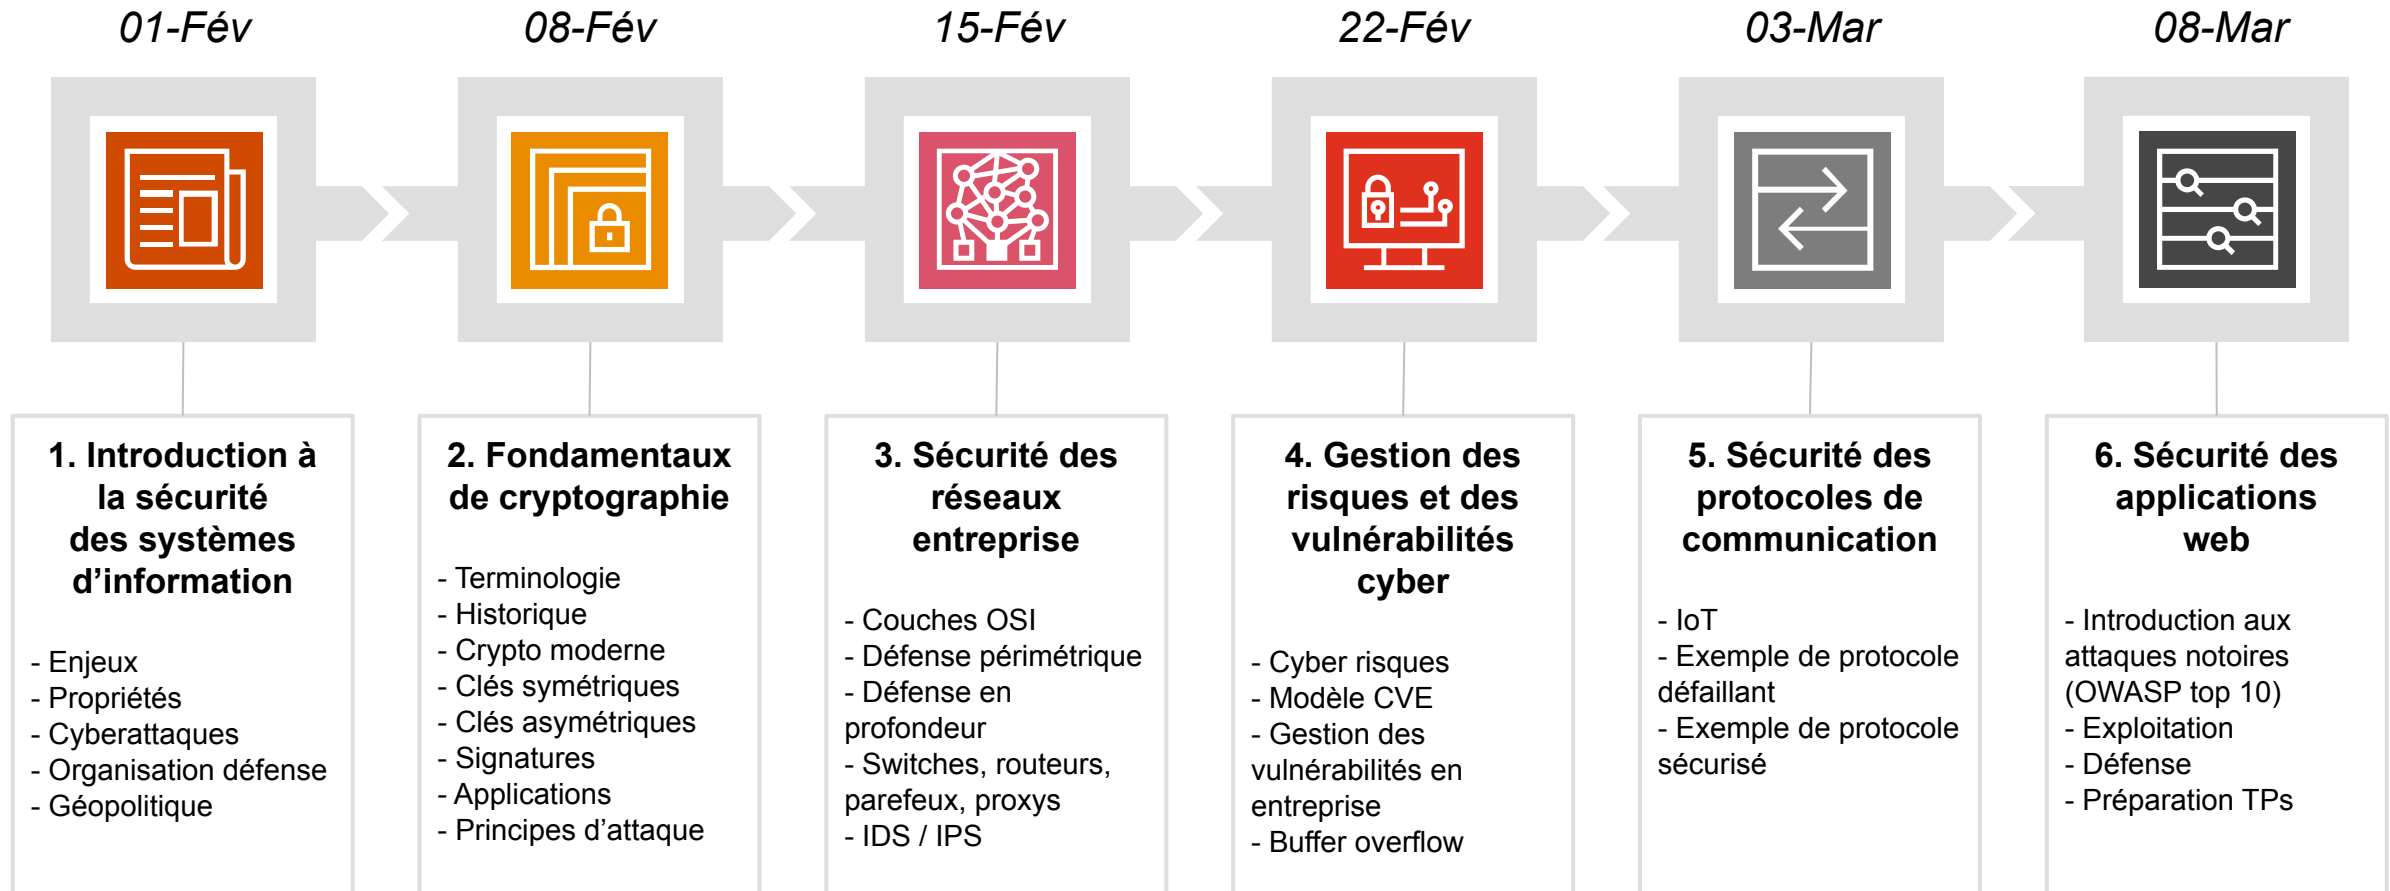 01-Fév
08-Fév
15-Fév
22-Fév
03-Mar
08-Mar
1. Introduction à
la sécurité
des systèmes
d’information
- Enjeux
- Propriétés
- Cyberattaques
- Organisation défense
- Géopolitique
2. Fondamentaux
de cryptographie
- Terminologie
- Historique
- Crypto moderne
- Clés symétriques
- Clés asymétriques
- Signatures
- Applications
- Principes d’attaque
3. Sécurité des
réseaux
entreprise
- Couches OSI
- Défense périmétrique
- Défense en
profondeur
- Switches, routeurs,
parefeux, proxys
- IDS / IPS
4. Gestion des
risques et des
vulnérabilités
cyber
- Cyber risques
- Modèle CVE
- Gestion des
vulnérabilités en
entreprise
- Buffer overflow
5. Sécurité des
protocoles de
communication
- IoT
- Exemple de protocole
défaillant
- Exemple de protocole
sécurisé
6. Sécurité des
applications
web
- Introduction aux
attaques notoires
(OWASP top 10)
- Exploitation
- Défense
- Préparation TPs